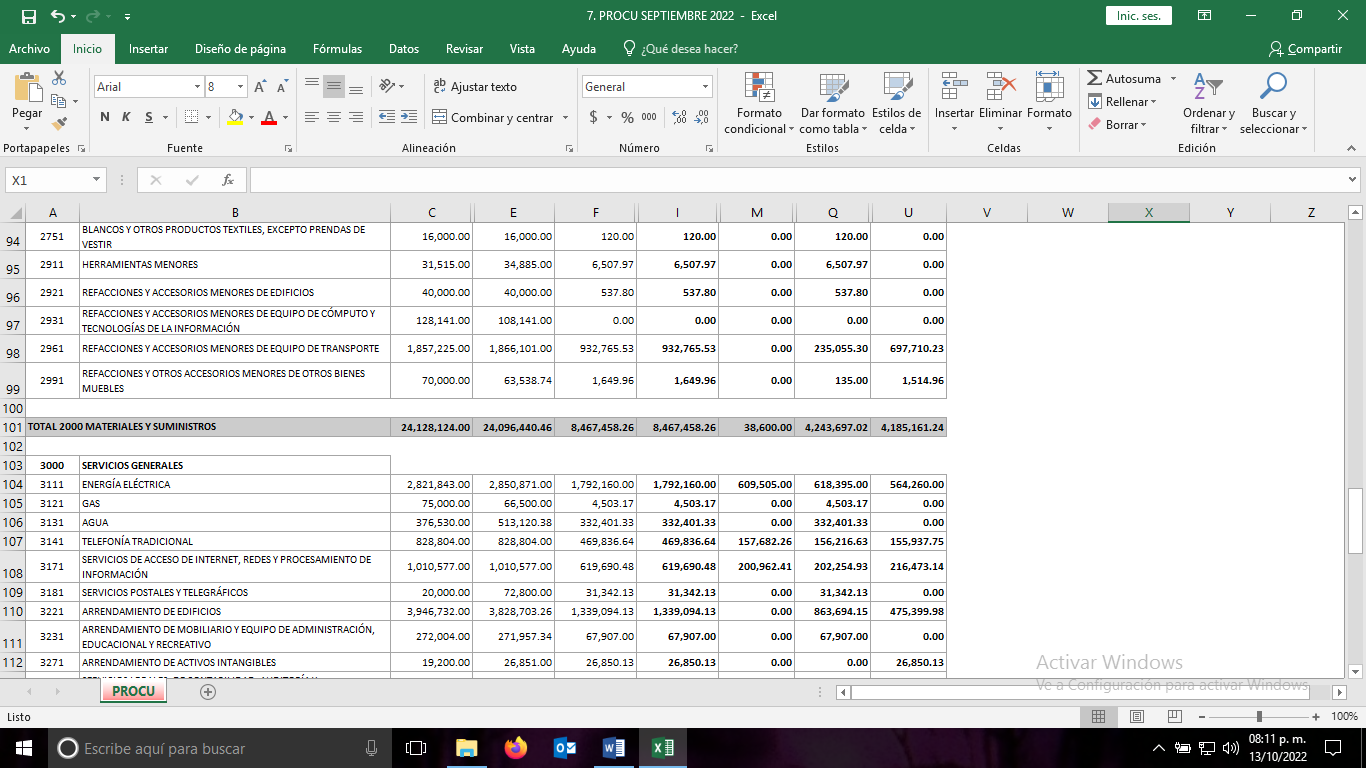 7. PROCU SEPTIEMBRE 2022 - Excel
Inic. ses.
Archivo Inicio Insertar Diseño de página Fórmulas Datos Revisar Vista Ayuda ¿Qué desea hacer? Compartir
Pegar
Arial 8
N K S
Ajustar texto
Combinar y centrar
General
$ % 000
Formato condicional
Dar formato como tabla
Estilos de celda
Insertar Eliminar Formato
Autosuma
Rellenar
Borrar
Ordenar y filtrar
Buscar y seleccionar
Portapapeles Fuente Alineación Número Estilos Celdas Edición
X1 fx
A B C E F I M Q U V W X Y Z
94 2751 BLANCOS Y OTROS PRODUCTOS TEXTILES, EXCEPTO PRENDAS DE VESTIR 16,000.00 16,000.00 120.00 120.00 0.00 120.00 0.00
95 2911 HERRAMIENTAS MENORES 31,515.00 34,885.00 6,507.97 6,507.97 0.00 6,507.97 0.00
96 2921 REFACCIONES Y ACCESORIOS MENORES DE EDIFICIOS 40,000.00 40,000.00 537.80 537.80 0.00 537.80 0.00
97 2931 REFACCIONES Y ACCESORIOS MENORES DE EQUIPO DE CÓMPUTO Y TECNOLOGÍAS DE LA INFORMACIÓN 128,141.00 108,141.00 0.00 0.00 0.00 0.00 0.00
98 2961 REFACCIONES Y ACCESORIOS MENORES DE EQUIPO DE TRANSPORTE 1,857,225.00 1,866,101.00 932,765.53 932,765.53 0.00 235,055.30 697,710.23
99 2991 REFACCIONES Y OTROS ACCESORIOS MENORES DE OTROS BIENES MUEBLES 70,000.00 63,538.74 1,649.96 1,649.96 0.00 135.00 1,514.96
100
101 TOTAL 2000 MATERIALES Y SUMINISTROS 24,128,124.00 24,096,440.46 8,467,458.26 8,467,458.26 38,600.00 4,243,697.02 4,185,161.24
102
103 3000 SERVICIOS GENERALES
104 3111 ENERGÍA ELÉCTRICA 2,821,843.00 2,850,871.00 1,792,160.00 1,792,160.00 609,505.00 618,395.00 564,260.00
105 3121 GAS 75,000.00 66,500.00 4,503.17 4,503.17 0.00 4,503.17 0.00
106 3131 AGUA 376,530.00 513,120.38 332,401.33 332,401.33 0.00 332,401.33 0.00
107 3141 TELEFONÍA TRADICIONAL 828,804.00 828,804.00 469,836.64 469,836.64 157,682.26 156,216.63 155,937.75
108 3171 SERVICIOS DE ACCESO DE INTERNET, REDES Y PROCESAMIENTO DE INFORMACIÓN 1,010,577.00 1,010,577.00 619,690.48 619,690.48 200,962.41 202,254.93 216,473.14
109 3181 SERVICIOS POSTALES Y TELEGRÁFICOS 20,000.00 72,800.00 31,342.13 31,342.13 0.00 31,342.13 0.00
110 3221 ARRENDAMIENTO DE EDIFICIOS 3,946,732.00 3,828,703.26 1,339,094.13 1,339,094.13 0.00 863,694.15 475,399.98
111 3231 ARRENDAMIENTO DE MOBILIARIO Y EQUIPO DE ADMINISTRACIÓN, EDUCACIONAL Y RECREATIVO 272,004.00 271,957.34 67,907.00 67,907.00 0.00 67,907.00 0.00
112 3271 ARRENDAMIENTO DE ACTIVOS INTANGIBLES 19,200.00 26,851.00 26,850.13 26,850.13 0.00 0.00 26,850.13
Activar Windows
Ve a Configuración para activar Windows.
PROCU
Listo 100%
Escribe aquí para buscar
08:11 p. m.
13/10/2022